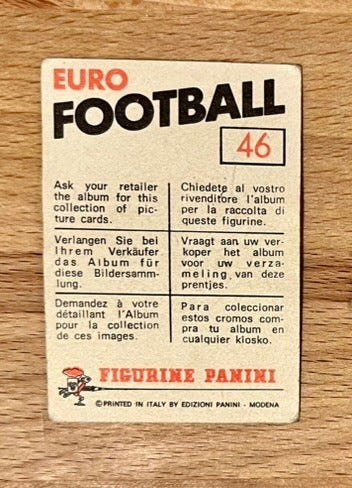 EURO
FOOTBALL
46
Ask your retailer
the album for this
collection of pic-
ture cards.
Chiedete al vostro
rivenditore l'album
per la raccolta di
queste figurine.
Verlangen Sie bei
Ihrem Verkäufer
das Album für
diese Bildersamm-
lung.
Vraagt aan uw ver-
koper het album
voor uw verza-
meling van deze
prentjes.
Demandez à votre
détaillant l'Album
pour la collection
de ces images.
Para coleccionar
estos cromos com-
pra tu album en
cualquier klosko.
FIGURINE PANINI
©PRINTED IN ITALY BY EDIZIONI PANINI - MODENA